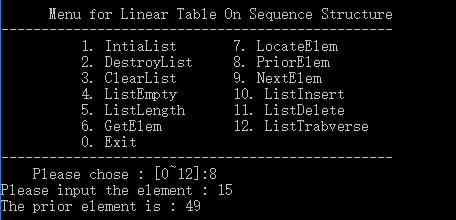 Menu for Linear Table On Sequence Structure
-------------------------------------------------
1. IntiaList 7. LocateElem
2. DestroyList 8. PriorElem
3. ClearList 9. NextElem
4. ListEmpty 10. ListInsert
5. ListLength 11. ListDelete
6. GetElem 12. ListTrabverse
0. Exit
-------------------------------------------------
Please chose : [0~12]:8
Please input the element : 15
The prior element is : 49